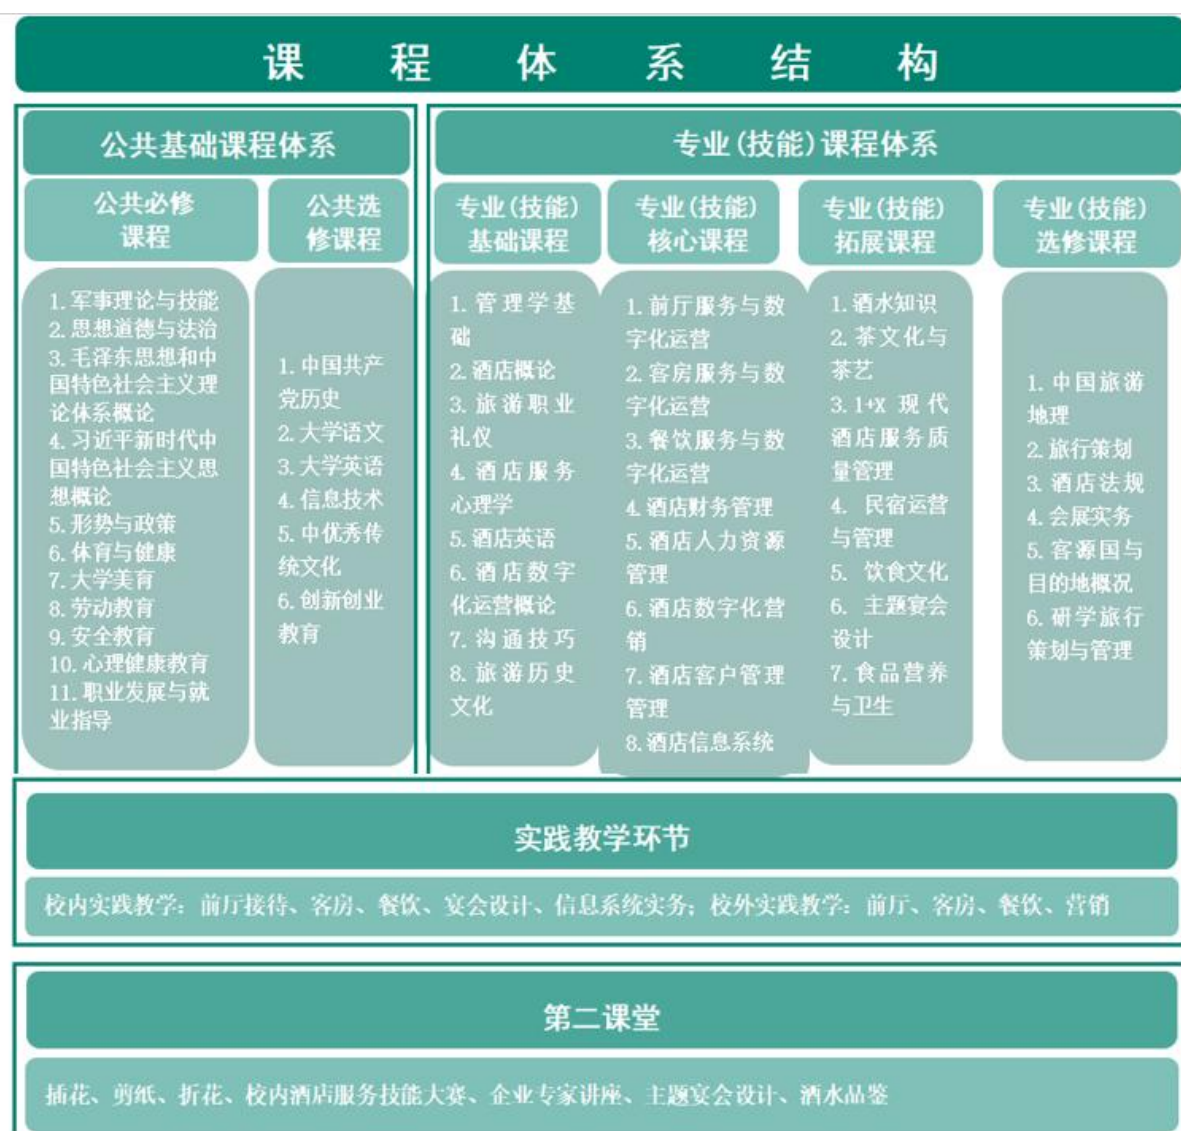 课程体系结构
公共基础课程体系
公共必修
课程
1.军事理论与技能
2.思想道德与法治
3.毛泽东思想和中
国特色社会主义理
论体系概论
4.习近平新时代中
国特色社会主义思
想概论
5.形势与政策
6.体育与健康
7.大学美育
8.劳动教育
9.安全教育
10.心理健康教育
11.职业发展与就
业指导
公共选
修课程
1.中国共产
党历史
2.大学语文
3.大学英语
4.信息技术
5.中优秀传
统文化
6.创新创业
教育
专业(技能)课程体系
专业(技能)
基础课程
1.管理学基
础
2.酒店概论
3.旅游职业
礼仪
4.酒店服务
心理学
5.酒店英语
6.酒店数字
化运营概论
7.沟通技巧
8.旅游历史
文化
专业(技能)
核心课程
1.前厅服务与数
字化运营
2.客房服务与数
字化运营
3.餐饮服务与数
字化运营
4.酒店财务管理
5.酒店人力资源
管理
6.酒店数字化营
销
7.酒店客户管理
管理
8.酒店信息系统
专业(技能)
拓展课程
1.酒水知识
2.茶文化与
茶艺
3.1+X 现代
酒店服务质
量管理
4. 民宿运营
与管理
5. 饮食文化
6. 主题宴会
设计
7.食品营养
与卫生
专业(技能)
选修课程
1.中国旅游
地理
2.旅行策划
3.酒店法规
4.会展实务
5.客源国与
目的地概况
6.研学旅行
策划与管理
实践教学环节
校内实践教学：前厅接待、客房、餐饮、宴会设计、信息系统实务；校外实践教学：前厅、客房、餐饮、营销
第二课堂
插花、剪纸、折花、校内酒店服务技能大赛、企业专家讲座、主题宴会设计、酒水品鉴